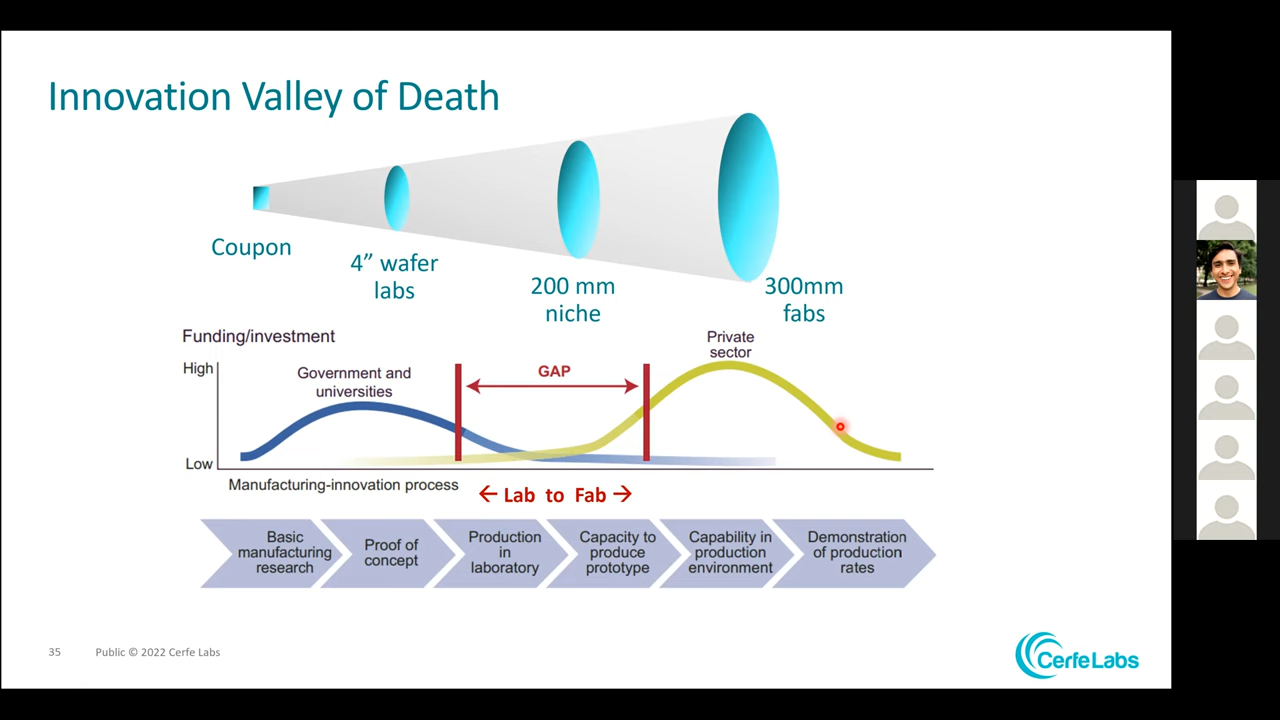 Innovation Valley of Death
Coupon
4” wafer
labs
200 mm
niche
300mm
fabs
Funding/investment
High
Government and
universities
GAP
Private
sector
Low
Manufacturing-innovation process
← Lab to Fab →
Basic
manufacturing
research
Proof of
concept
Production
in
laboratory
Capacity to
produce
prototype
Capability in
production
environment
Demonstration
of production
rates
35
Public © 2022 Cerfe Labs
CerfeLabs